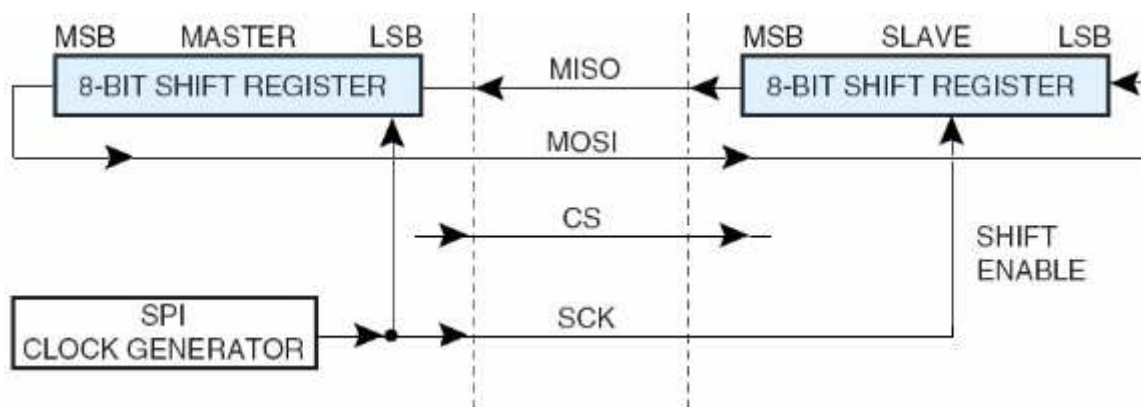 MSB MASTER LSB
8-BIT SHIFT REGISTER
MISO
MSB SLAVE LSB
8-BIT SHIFT REGISTER
MOSI
CS
SHIFT
ENABLE
SPI
CLOCK GENERATOR
SCK